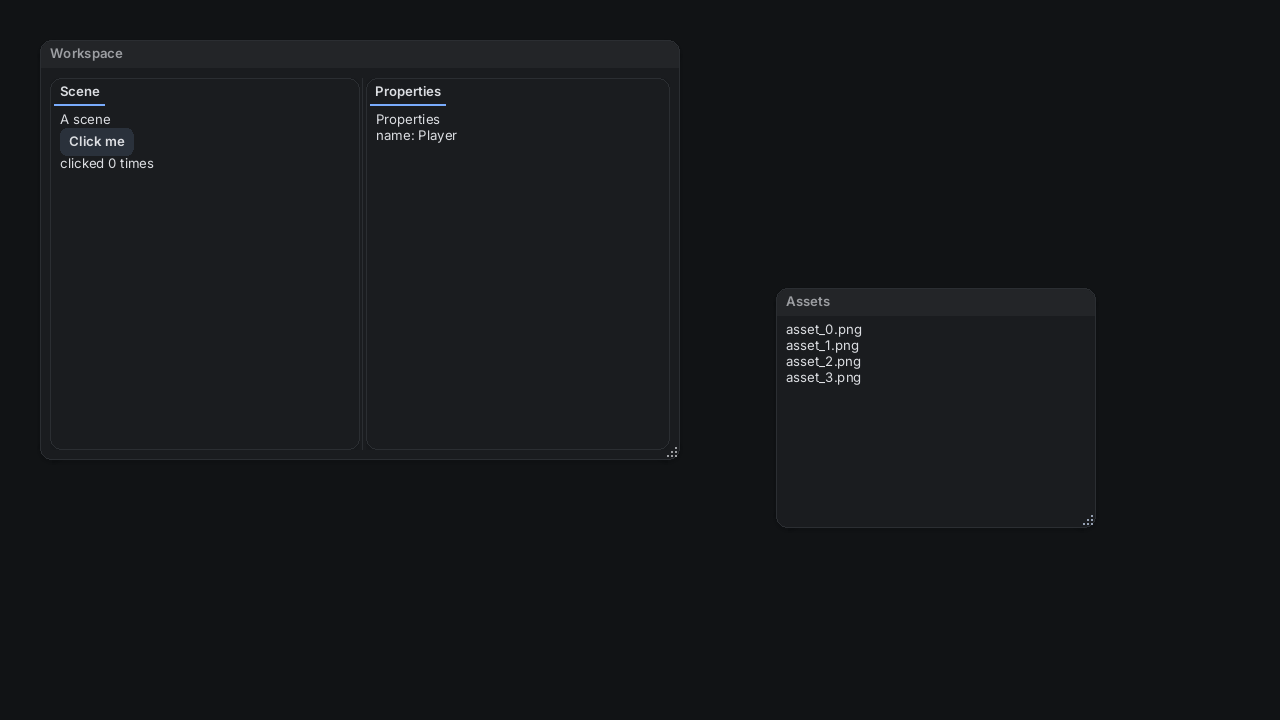 Workspace
Scene
A scene
Click me
clicked 0 times
Properties
Properties
name: Player
Assets
asset_0.png
asset_1.png
asset_2.png
asset_3.png